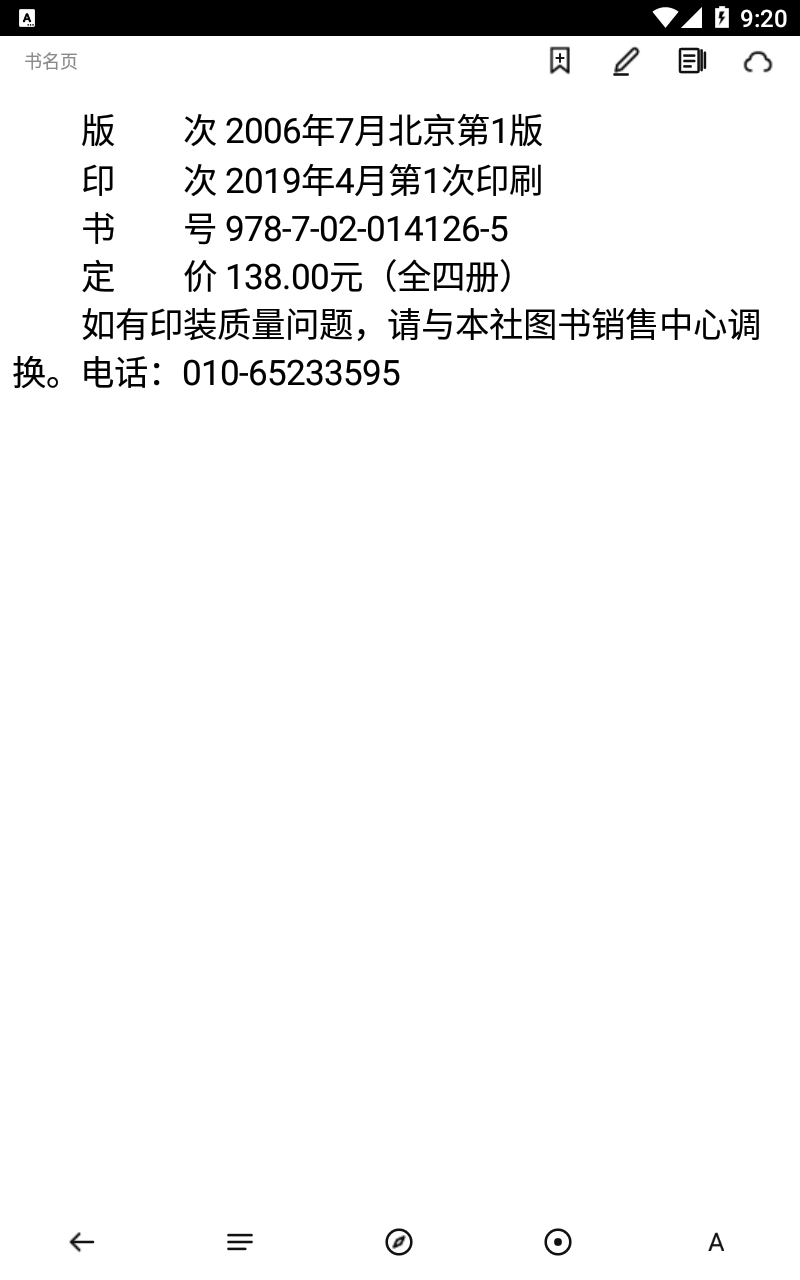 9:20
书名页
版　　次 2006年7月北京第1版
印　　次 2019年4月第1次印刷
书　　号 978-7-02-014126-5
定　　价 138.00元（全四册）
如有印装质量问题，请与本社图书销售中心调
换。电话：010-65233595
A